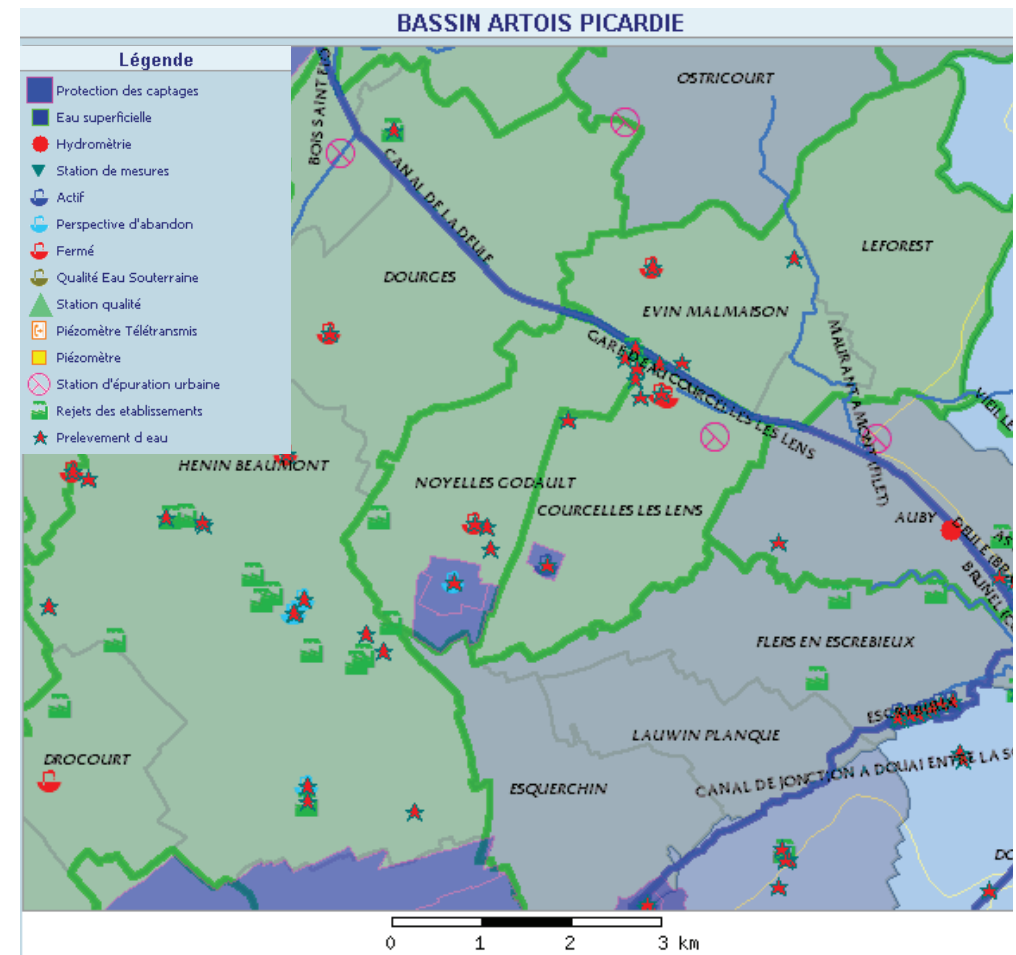 BASSIN ARTOIS PICARDIE
Légende
Protection des captages
Eau superficielle
Hydromètrie
Station de mesures
Actif
Perspective d'abandon
Fermé
Qualité Eau Souterraine
Station qualité
Piézomètre Télétransmis
Piézomètre
Station d'épuration urbaine
Rejets des etablissements
Prelevement d eau
OSTRICOURT
BOIS SAINT
CANAL DE LA DEULE
LEFOREST
DOURGES
EVIN MALMAISON
GARE D'EAU COURCELLES LES LENS
HENIN BEAUMONT
NOYELLES GODAULT
COURCELLES LES LENS
AUBY
FLERS EN ESCREBIEUX
LAUWIN PLANQUE
DROCOURT
ESQUERCHIN
CANAL DE JONCTION A DOUAI ENTRE LA
0 1 2 3 km